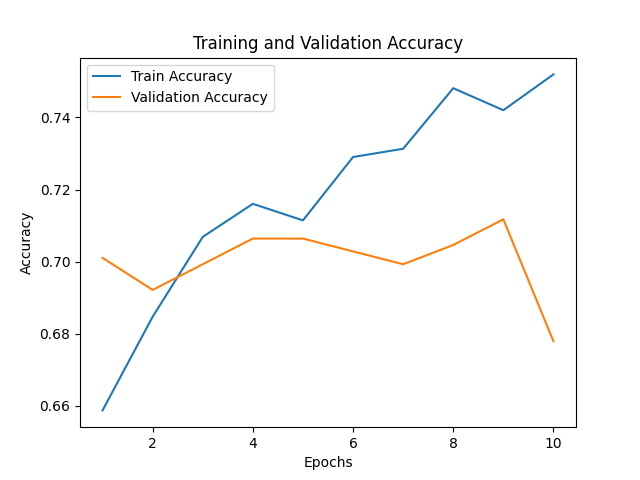 Training and Validation Accuracy
Train Accuracy
Validation Accuracy
0.74
0.72
0.70
0.68
0.66
Accuracy
2
4
6
8
10
Epochs